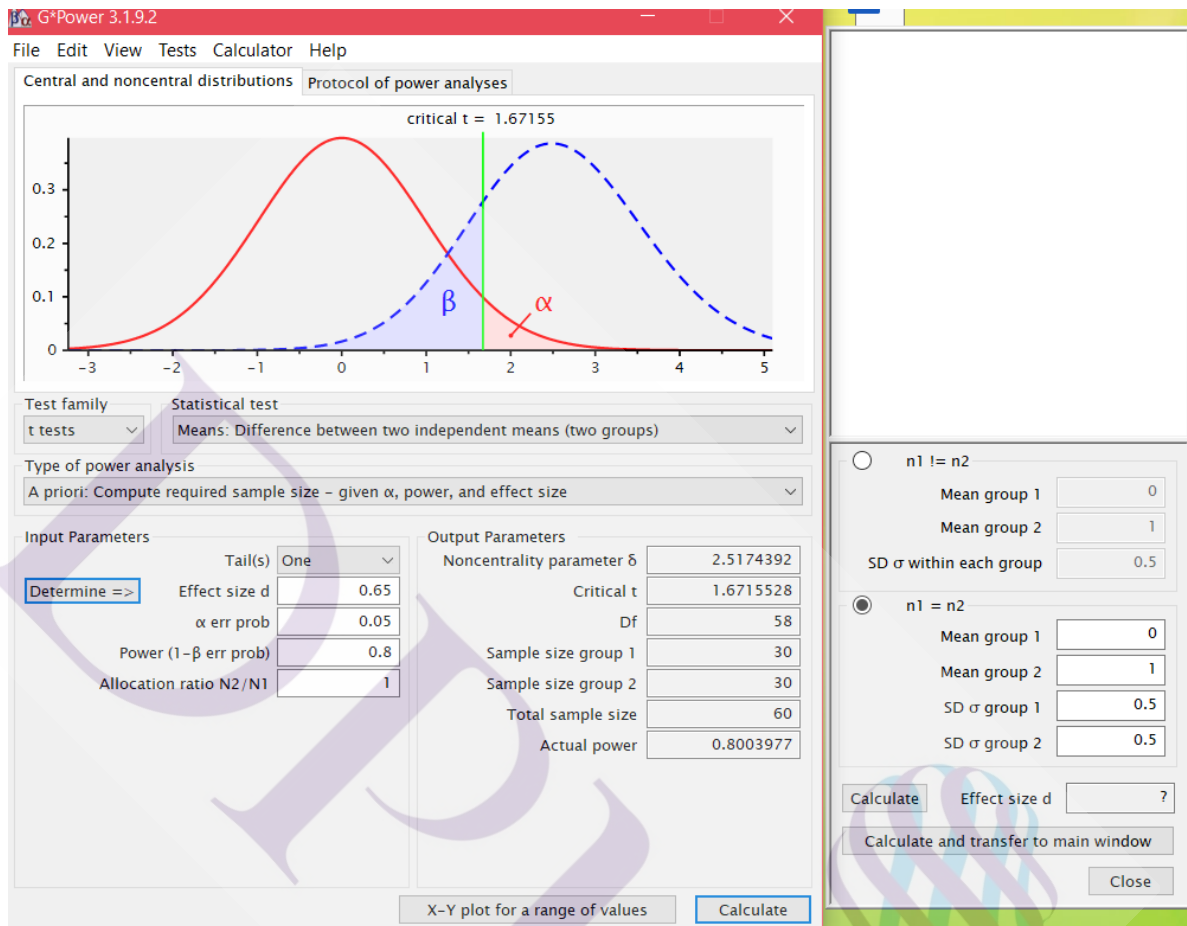 G*Power 3.1.9.2
File Edit View Tests Calculator Help
Central and noncentral distributions Protocol of power analyses
critical t = 1.67155
0.3
0.2
0.1
0
β
α
-3 -2 -1 0 1 2 3 4 5
Test family Statistical test
t tests Means: Difference between two independent means (two groups)
Type of power analysis
A priori: Compute required sample size - given α, power, and effect size
Input Parameters
Tail(s) One
Determine => Effect size d 0.65
α err prob 0.05
Power (1-β err prob) 0.8
Allocation ratio N2/N1 1
Output Parameters
Noncentrality parameter δ 2.5174392
Critical t 1.6715528
Df 58
Sample size group 1 30
Sample size group 2 30
Total sample size 60
Actual power 0.8003977
X-Y plot for a range of values Calculate
n1 != n2
Mean group 1 0
Mean group 2 1
SD σ within each group 0.5
n1 = n2
Mean group 1 0
Mean group 2 1
SD σ group 1 0.5
SD σ group 2 0.5
Calculate Effect size d ?
Calculate and transfer to main window
Close